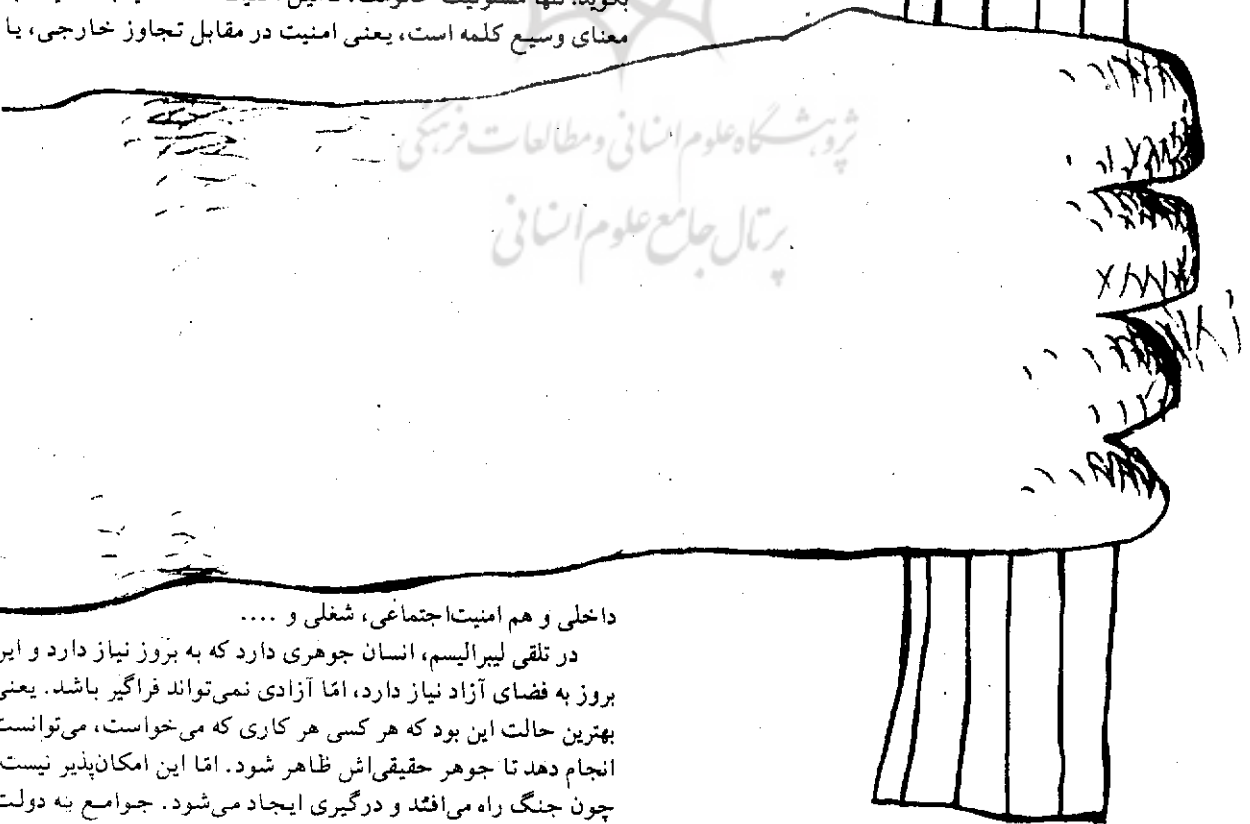 معنای وسیع کلمه است، یعنی امنیت در مقابل تجاوز خارجی، یا
پژوهشگاه علوم انسانی و مطالعات فرهنگی
پرتال جامع علوم انسانی
داخلی و هم امنیت‌اجتماعی، شغلی و ....
در تلقی لیبرالیسم، انسان جوهری دارد که به بروز نیاز دارد و این
بروز به فضای آزاد نیاز دارد، امّا آزادی نمی‌تواند فراگیر باشد. یعنی
بهترین حالت این بود که هر کسی هر کاری که می‌خواست، می‌توانست
انجام دهد تا جوهر حقیقی‌اش ظاهر شود. امّا این امکان‌پذیر نیست
چون جنگ راه می‌افتد و درگیری ایجاد می‌شود. جوامع به دولت